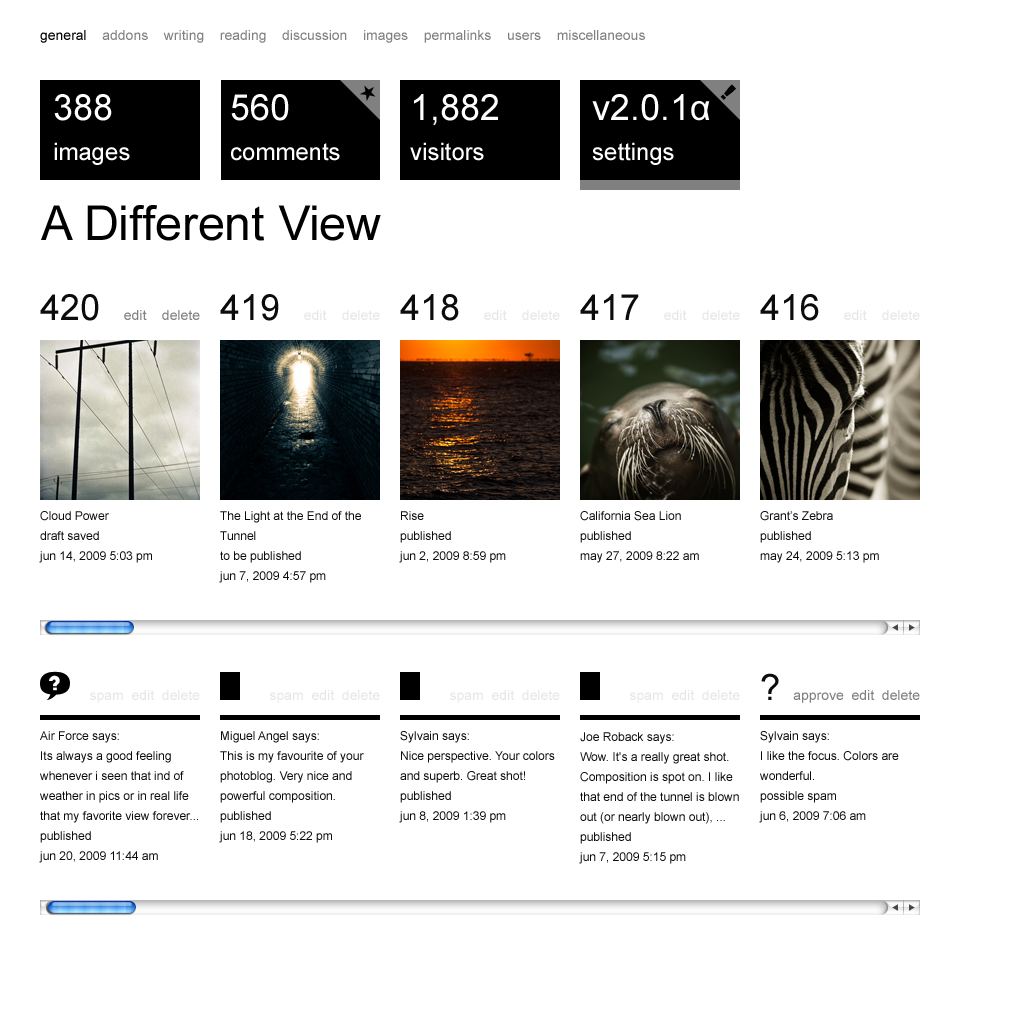 general addons writing reading discussion images permalinks users miscellaneous
388 560 1,882 v2.0.1α
images comments visitors settings
A Different View
420 edit delete 419 edit delete 418 edit delete 417 edit delete 416 edit delete
Cloud Power
draft saved
jun 14, 2009 5:03 pm
The Light at the End of the
Tunnel
to be published
jun 7, 2009 4:57 pm
Rise
published
jun 2, 2009 8:59 pm
California Sea Lion
published
may 27, 2009 8:22 am
Grant's Zebra
published
may 24, 2009 5:13 pm
? spam edit delete spam edit delete spam edit delete spam edit delete ? approve edit delete
Air Force says:
Its always a good feeling
whenever i seen that ind of
weather in pics or in real life
that my favorite view forever...
published
jun 20, 2009 11:44 am
Miguel Angel says:
This is my favourite of your
photoblog. Very nice and
powerful composition.
published
jun 18, 2009 5:22 pm
Sylvain says:
Nice perspective. Your colors
and superb. Great shot!
published
jun 8, 2009 1:39 pm
Joe Roback says:
Wow. It's a really great shot.
Composition is spot on. I like
that end of the tunnel is blown
out (or nearly blown out), ...
published
jun 7, 2009 5:15 pm
Sylvain says:
I like the focus. Colors are
wonderful.
possible spam
jun 6, 2009 7:06 am